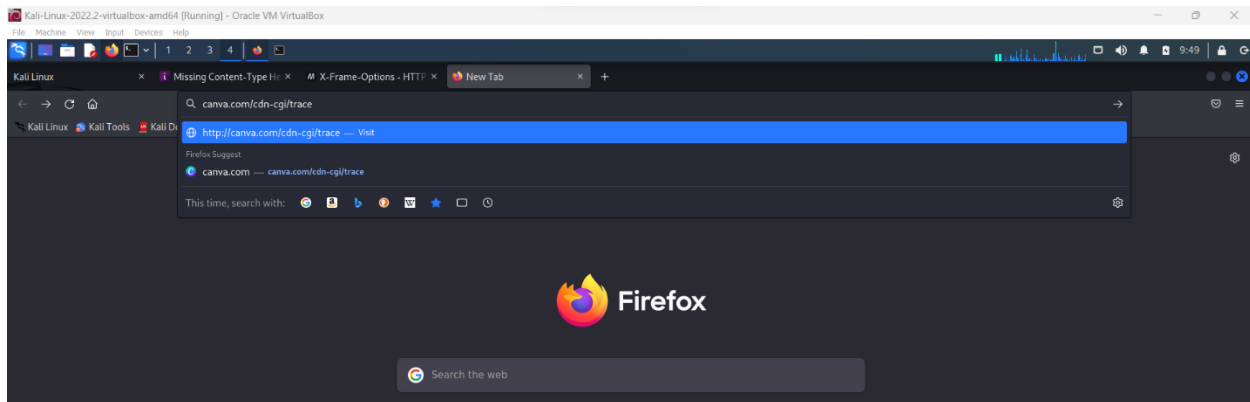 Kali-Linux-2022.2-virtualbox-amd64 [Running] - Oracle VM VirtualBox
File Machine View Input Devices Help
1 2 3 4 9:49
Kali Linux Missing Content-Type He X-Frame-Options - HTTP New Tab
canva.com/cdn-cgi/trace
Kali Linux Kali Tools http://canva.com/cdn-cgi/trace — Visit
Firefox Suggest
canva.com — canva.com/cdn-cgi/trace
This time, search with:
Firefox
Search the web